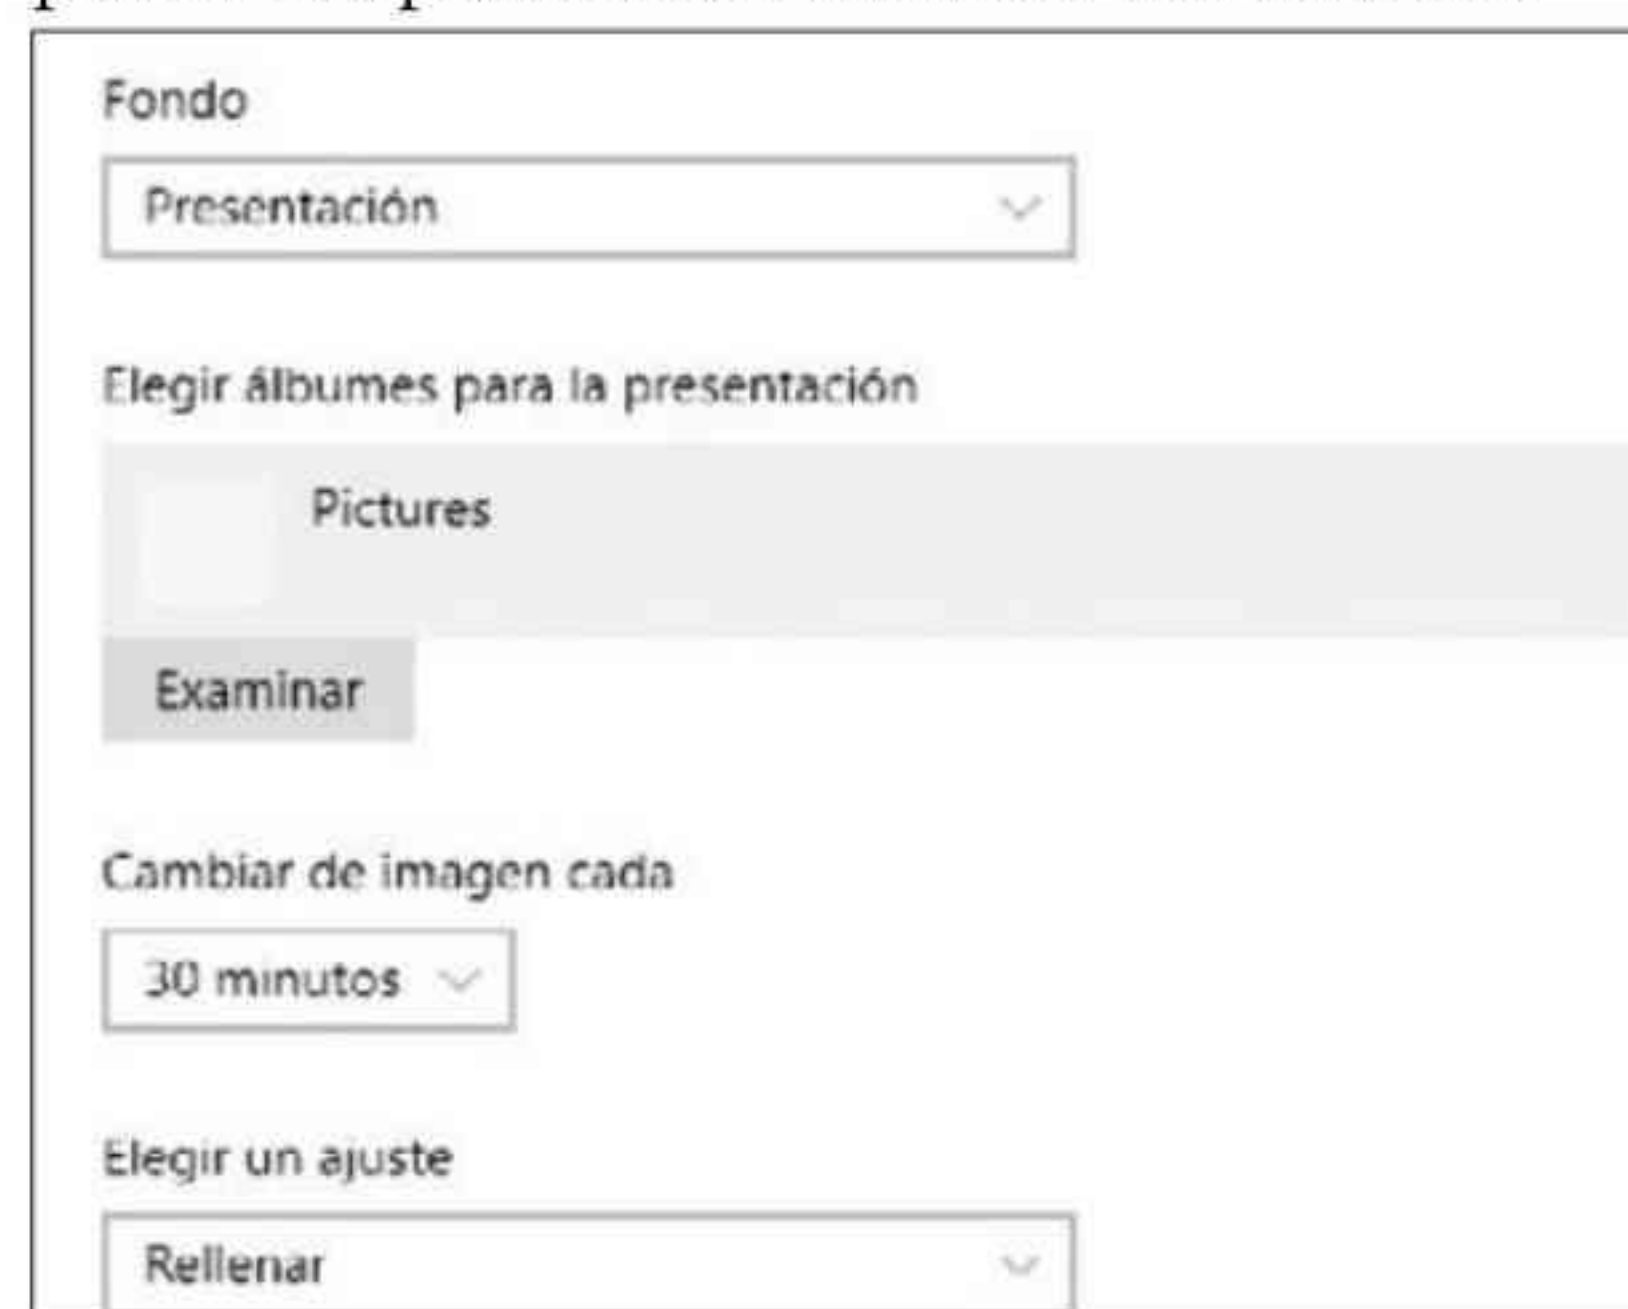 Fondo
Presentación
Elegir álbumes para la presentación
Pictures
Examinar
Cambiar de imagen cada
30 minutos
Elegir un ajuste
Rellenar